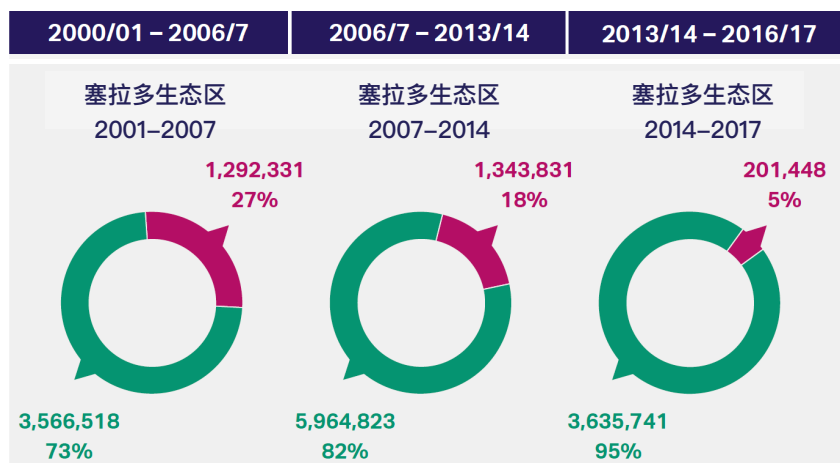 2000/01 – 2006/7
2006/7 – 2013/14
2013/14 – 2016/17
塞拉多生态区
2001–2007
塞拉多生态区
2007–2014
塞拉多生态区
2014–2017
1,292,331
27%
1,343,831
18%
201,448
5%
3,566,518
73%
5,964,823
82%
3,635,741
95%